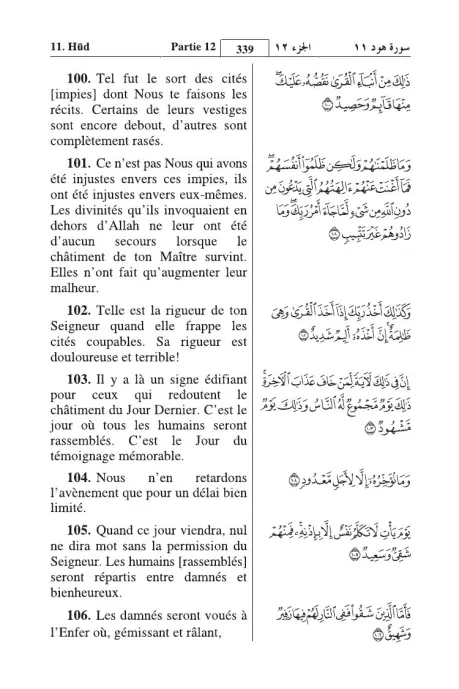 11. Hūd Partie 12 339 الجزء ١٢ سورة هود ١١
100. Tel fut le sort des cités
[impies] dont Nous te faisons les
récits. Certains de leurs vestiges
sont encore debout, d’autres sont
complètement rasés.
ذَٰلِكَ مِنْ أَنۢبَآءِ ٱلْقُرَىٰ نَقُصُّهُۥ عَلَيْكَ ۖ
مِنْهَا قَآئِمٌ وَحَصِيدٌ ١٠٠
101. Ce n’est pas Nous qui avons
été injustes envers ces impies, ils
ont été injustes envers eux-mêmes.
Les divinités qu’ils invoquaient en
dehors d’Allah ne leur ont été
d’aucun secours lorsque le
châtiment de ton Maître survint.
Elles n’ont fait qu’augmenter leur
malheur.
وَمَا ظَلَمْنَٰهُمْ وَلَٰكِن ظَلَمُوٓا۟ أَنفُسَهُمْ ۖ
فَمَآ أَغْنَتْ عَنْهُمْ ءَالِهَتُهُمُ ٱلَّتِى يَدْعُونَ مِن
دُونِ ٱللَّهِ مِن شَىْءٍ لَّمَّا جَآءَ أَمْرُ رَبِّكَ ۖ وَمَا
زَادُوهُمْ غَيْرَ تَتْبِيبٍ ١٠١
102. Telle est la rigueur de ton
Seigneur quand elle frappe les
cités coupables. Sa rigueur est
douloureuse et terrible!
وَكَذَٰلِكَ أَخْذُ رَبِّكَ إِذَآ أَخَذَ ٱلْقُرَىٰ وَهِىَ
ظَٰلِمَةٌ ۚ إِنَّ أَخْذَهُۥٓ أَلِيمٌ شَدِيدٌ ١٠٢
103. Il y a là un signe édifiant
pour ceux qui redoutent le
châtiment du Jour Dernier. C’est le
jour où tous les humains seront
rassemblés. C’est le Jour du
témoignage mémorable.
إِنَّ فِى ذَٰلِكَ لَءَايَةً لِّمَنْ خَافَ عَذَابَ ٱلْءَاخِرَةِ ۚ
ذَٰلِكَ يَوْمٌ مَّجْمُوعٌ لَّهُ ٱلنَّاسُ وَذَٰلِكَ يَوْمٌ
مَّشْهُودٌ ١٠٣
104. Nous n’en retardons
l’avènement que pour un délai bien
limité.
وَمَا نُؤَخِّرُهُۥٓ إِلَّا لِأَجَلٍ مَّعْدُودٍ ١٠٤
105. Quand ce jour viendra, nul
ne dira mot sans la permission du
Seigneur. Les humains [rassemblés]
seront répartis entre damnés et
bienheureux.
يَوْمَ يَأْتِ لَا تَكَلَّمُ نَفْسٌ إِلَّا بِإِذْنِهِۦ ۚ فَمِنْهُمْ
شَقِىٌّ وَسَعِيدٌ ١٠٥
106. Les damnés seront voués à
l’Enfer où, gémissant et râlant,
فَأَمَّا ٱلَّذِينَ شَقُوا۟ فَفِى ٱلنَّارِ لَهُمْ فِيهَا زَفِيرٌ
وَشَهِيقٌ ١٠٦